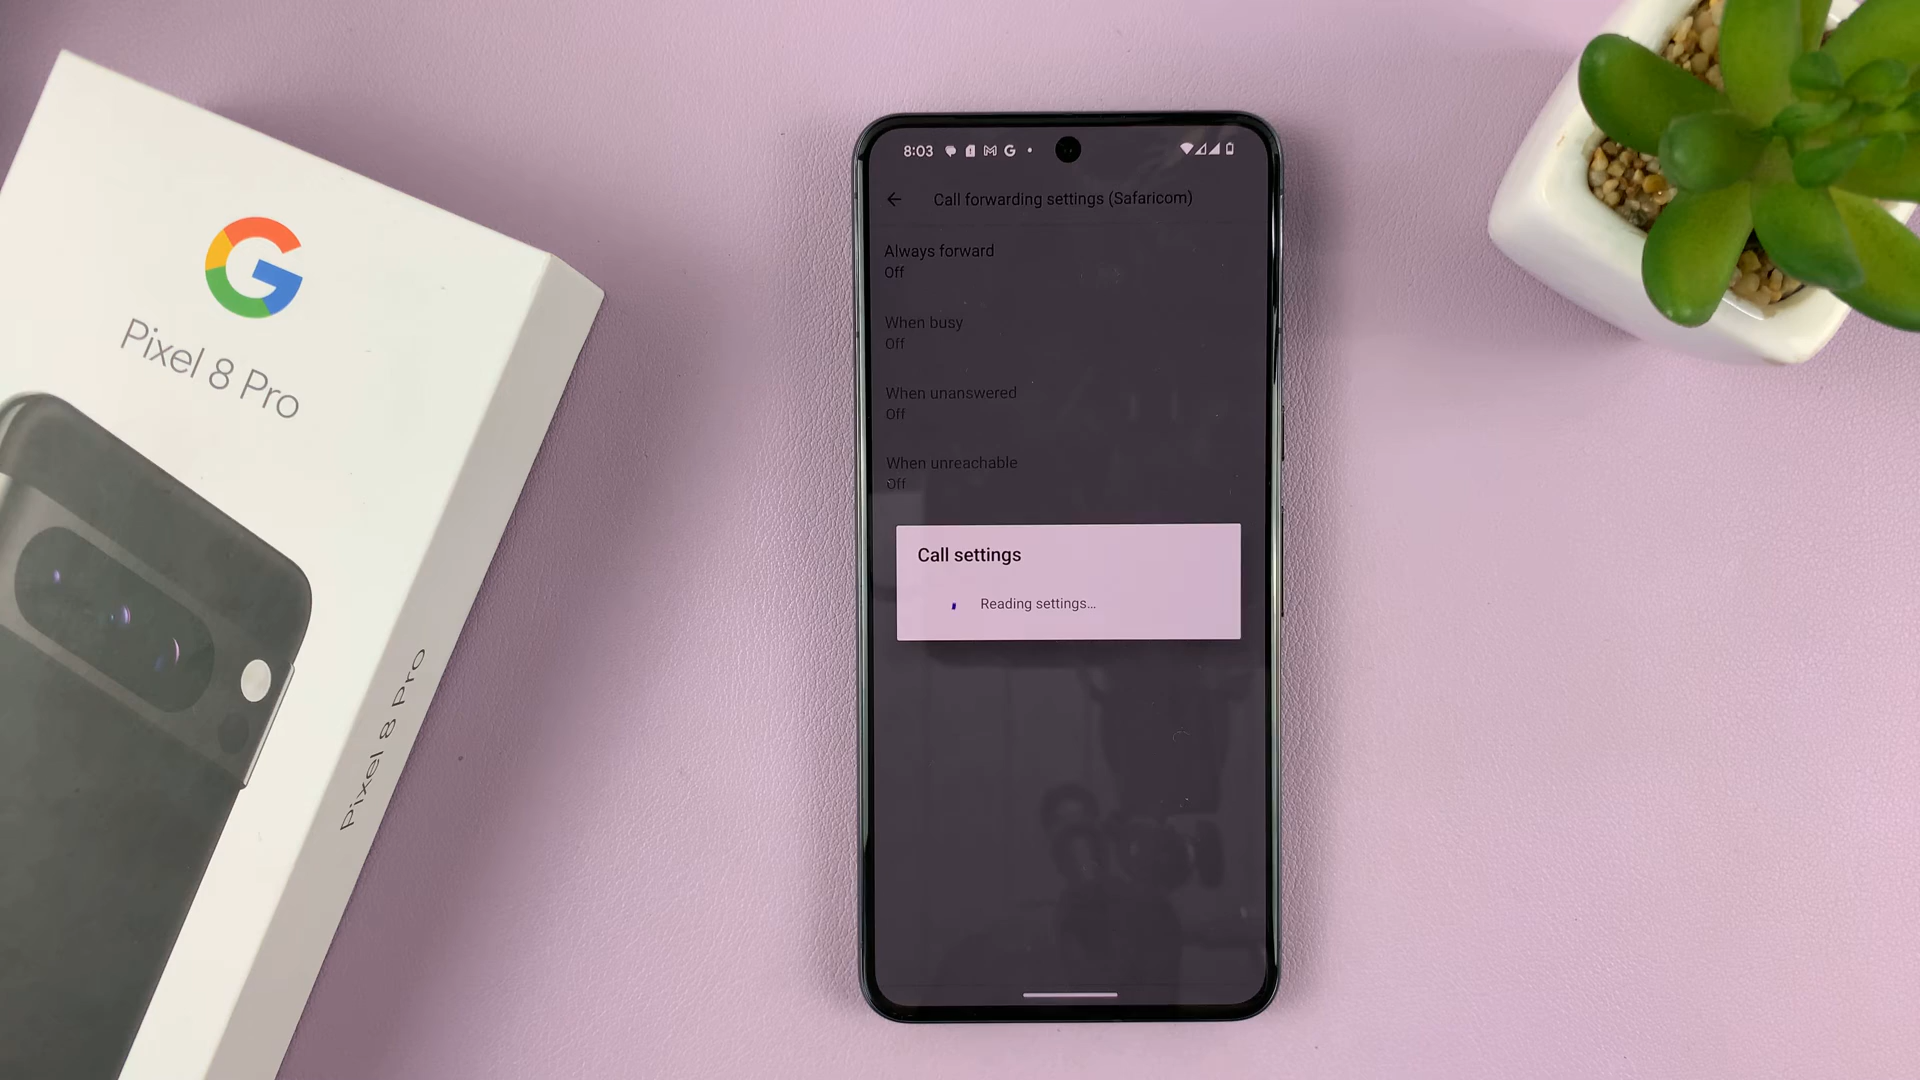 Pixel 8 Pro
Pixel 8 Pro
8:03
Call forwarding settings (Safaricom)
Always forward
Off
When busy
Off
When unanswered
Off
When unreachable
Off
Call settings
Reading settings...